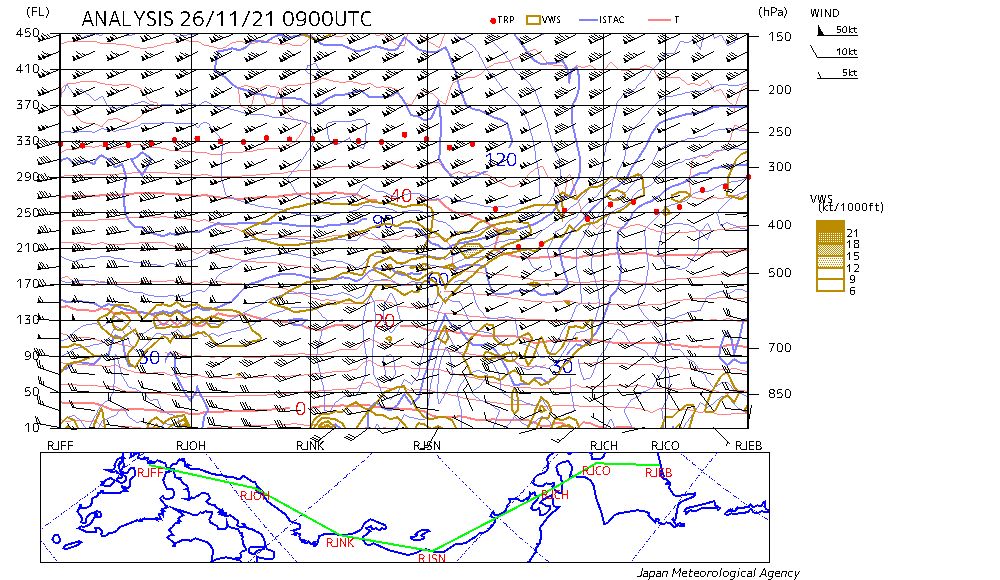 (FL) ANALYSIS 26/11/21 0900UTC TRP VWS ISTAC T (hPa) WIND
450 150
50kt
10kt
410
5kt
200
370
250
330
120
300
290
40
VWS
250 90 (kt/1000ft)
400
21
210
18
15
500
60 12
170
9
6
130 20
700
90 30
30
50 850
0
10
RJFF RJOH RJNK RJSN RJCH RJCO RJEB
RJFF RJCO RJEB
RJOH RJCH
RJNK
RJSN
Japan Meteorological Agency